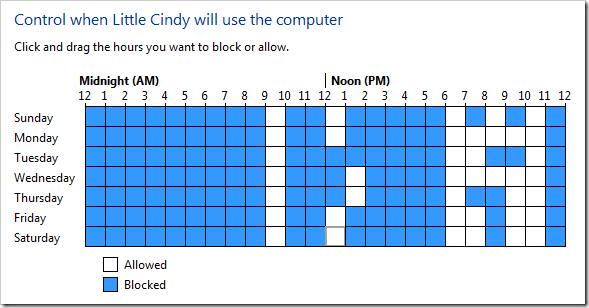 Control when Little Cindy will use the computer
Click and drag the hours you want to block or allow.
Midnight (AM) Noon (PM)
12 1 2 3 4 5 6 7 8 9 10 11 12 1 2 3 4 5 6 7 8 9 10 11 12
Sunday
Monday
Tuesday
Wednesday
Thursday
Friday
Saturday
Allowed
Blocked